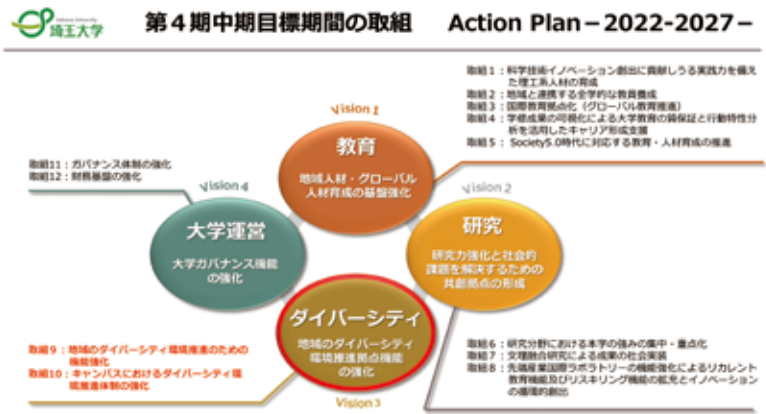 Saitama University
埼玉大学
第4期中期目標期間の取組 Action Plan－2022-2027－
取組1：科学技術イノベーション創出に貢献しうる実践力を備え
た理工系人材の育成
取組2：地域と連携する全学的な教員養成
取組3：国際教育拠点化（グローバル教育推進）
取組4：学修成果の可視化による大学教育の質保証と行動特性分
析を活用したキャリア形成支援
取組5： Society5.0時代に対応する教育・人材育成の推進
Vision 1
教育
地域人材・グローバル
人材育成の基盤強化
取組11：ガバナンス体制の強化
取組12：財務基盤の強化
Vision 4
大学運営
大学ガバナンス機能
の強化
Vision 2
研究
研究力強化と社会的
課題を解決するための
共創拠点の形成
ダイバーシティ
地域のダイバーシティ
環境推進拠点機能
の強化
Vision 3
取組9：地域のダイバーシティ環境推進のための
機能強化
取組10：キャンパスにおけるダイバーシティ環
境推進体制の強化
取組6：研究分野における本学の強みの集中・重点化
取組7：文理融合研究による成果の社会実装
取組8：先端産業国際ラボラトリーの機能強化によるリカレント
教育機能及びリスキリング機能の拡充とイノベーション
の循環的創出